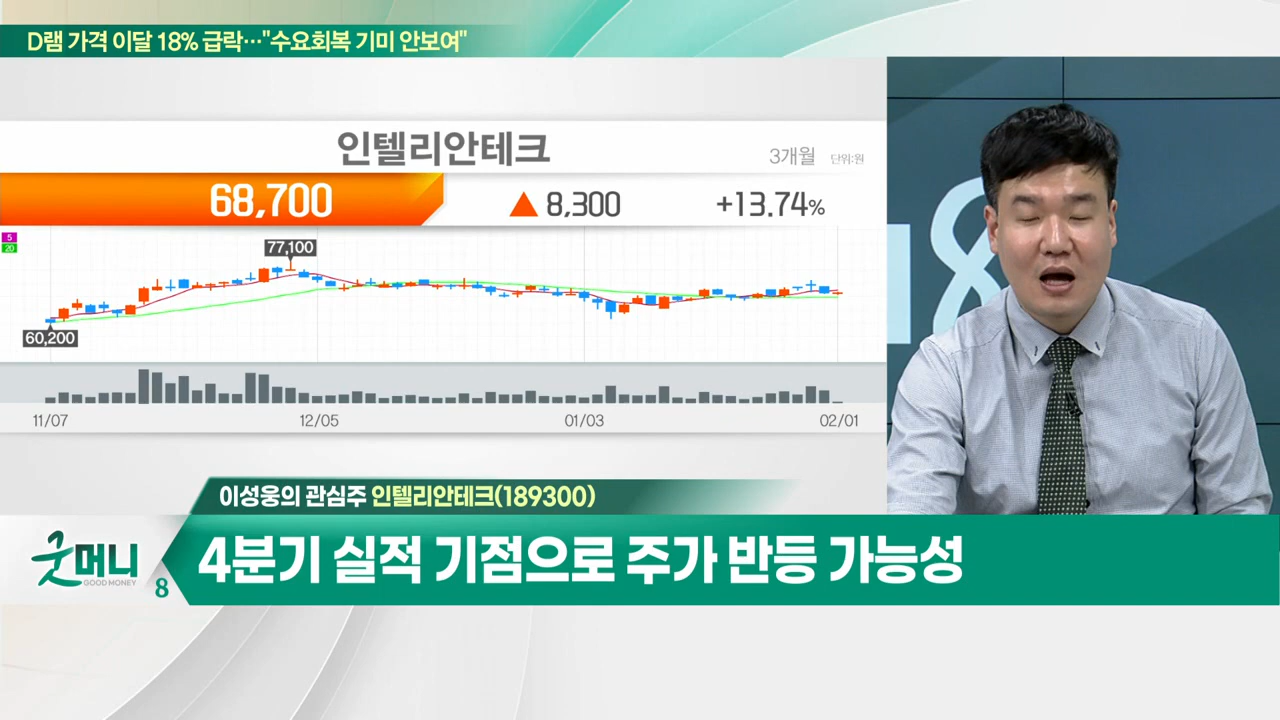 D램 가격 이달 18% 급락…"수요회복 기미 안보여"
인텔리안테크
3개월 단위:원
68,700 ▲ 8,300 +13.74%
5
20
77,100
60,200
11/07 12/05 01/03 02/01
이성웅의 관심주 인텔리안테크(189300)
4분기 실적 기점으로 주가 반등 가능성
굿머니
GOOD MONEY
8